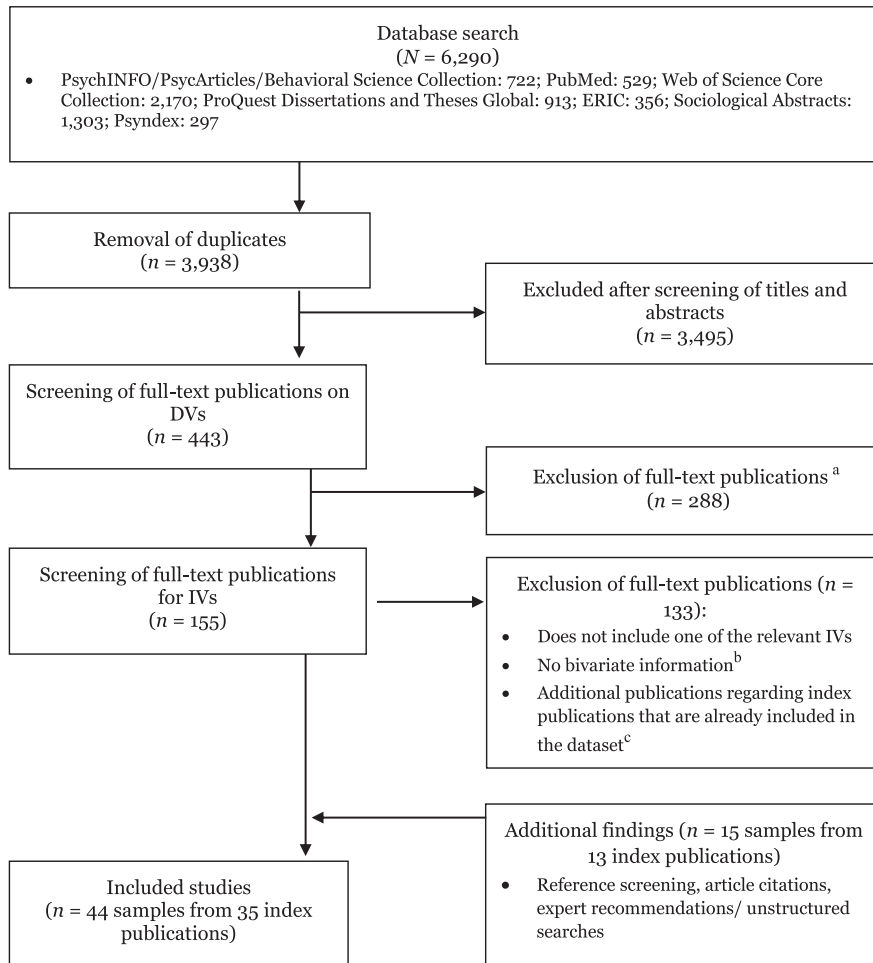 Database search
(N = 6,290)
• PsychINFO/PsycArticles/Behavioral Science Collection: 722; PubMed: 529; Web of Science Core
Collection: 2,170; ProQuest Dissertations and Theses Global: 913; ERIC: 356; Sociological Abstracts:
1,303; Psyndex: 297
Removal of duplicates
(n = 3,938)
Excluded after screening of titles and
abstracts
(n = 3,495)
Screening of full-text publications on
DVs
(n = 443)
Exclusion of full-text publications a
(n = 288)
Screening of full-text publications
for IVs
(n = 155)
Exclusion of full-text publications (n =
133):
• Does not include one of the relevant IVs
• No bivariate informationb
• Additional publications regarding index
publications that are already included in
the datasetc
Additional findings (n = 15 samples from
13 index publications)
• Reference screening, article citations,
expert recommendations/ unstructured
searches
Included studies
(n = 44 samples from 35 index
publications)